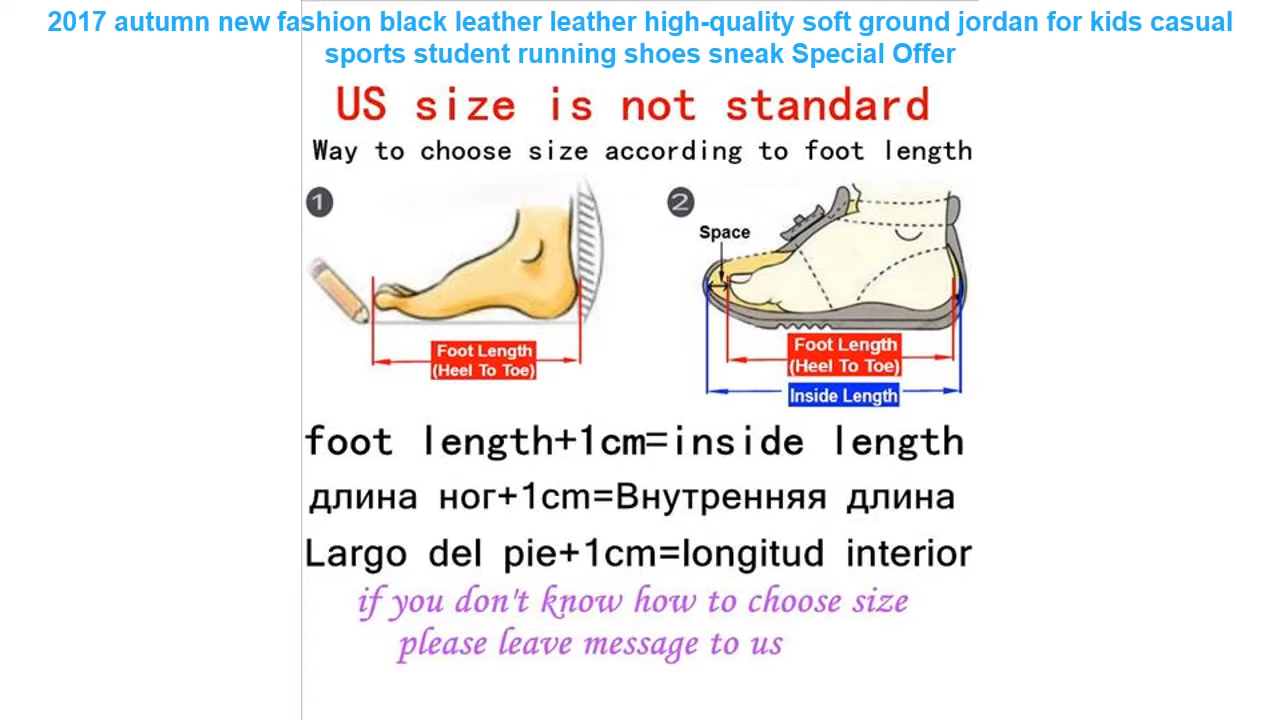 2017 autumn new fashion black leather leather high-quality soft ground jordan for kids casual
sports student running shoes sneak Special Offer
US size is not standard
Way to choose size according to foot length
1
2
Space
Foot Length
(Heel To Toe)
Foot Length
(Heel To Toe)
Inside Length
foot length+1cm=inside length
длина ног+1cm=Внутренняя длина
Largo del pie+1cm=longitud interior
if you don't know how to choose size
please leave message to us